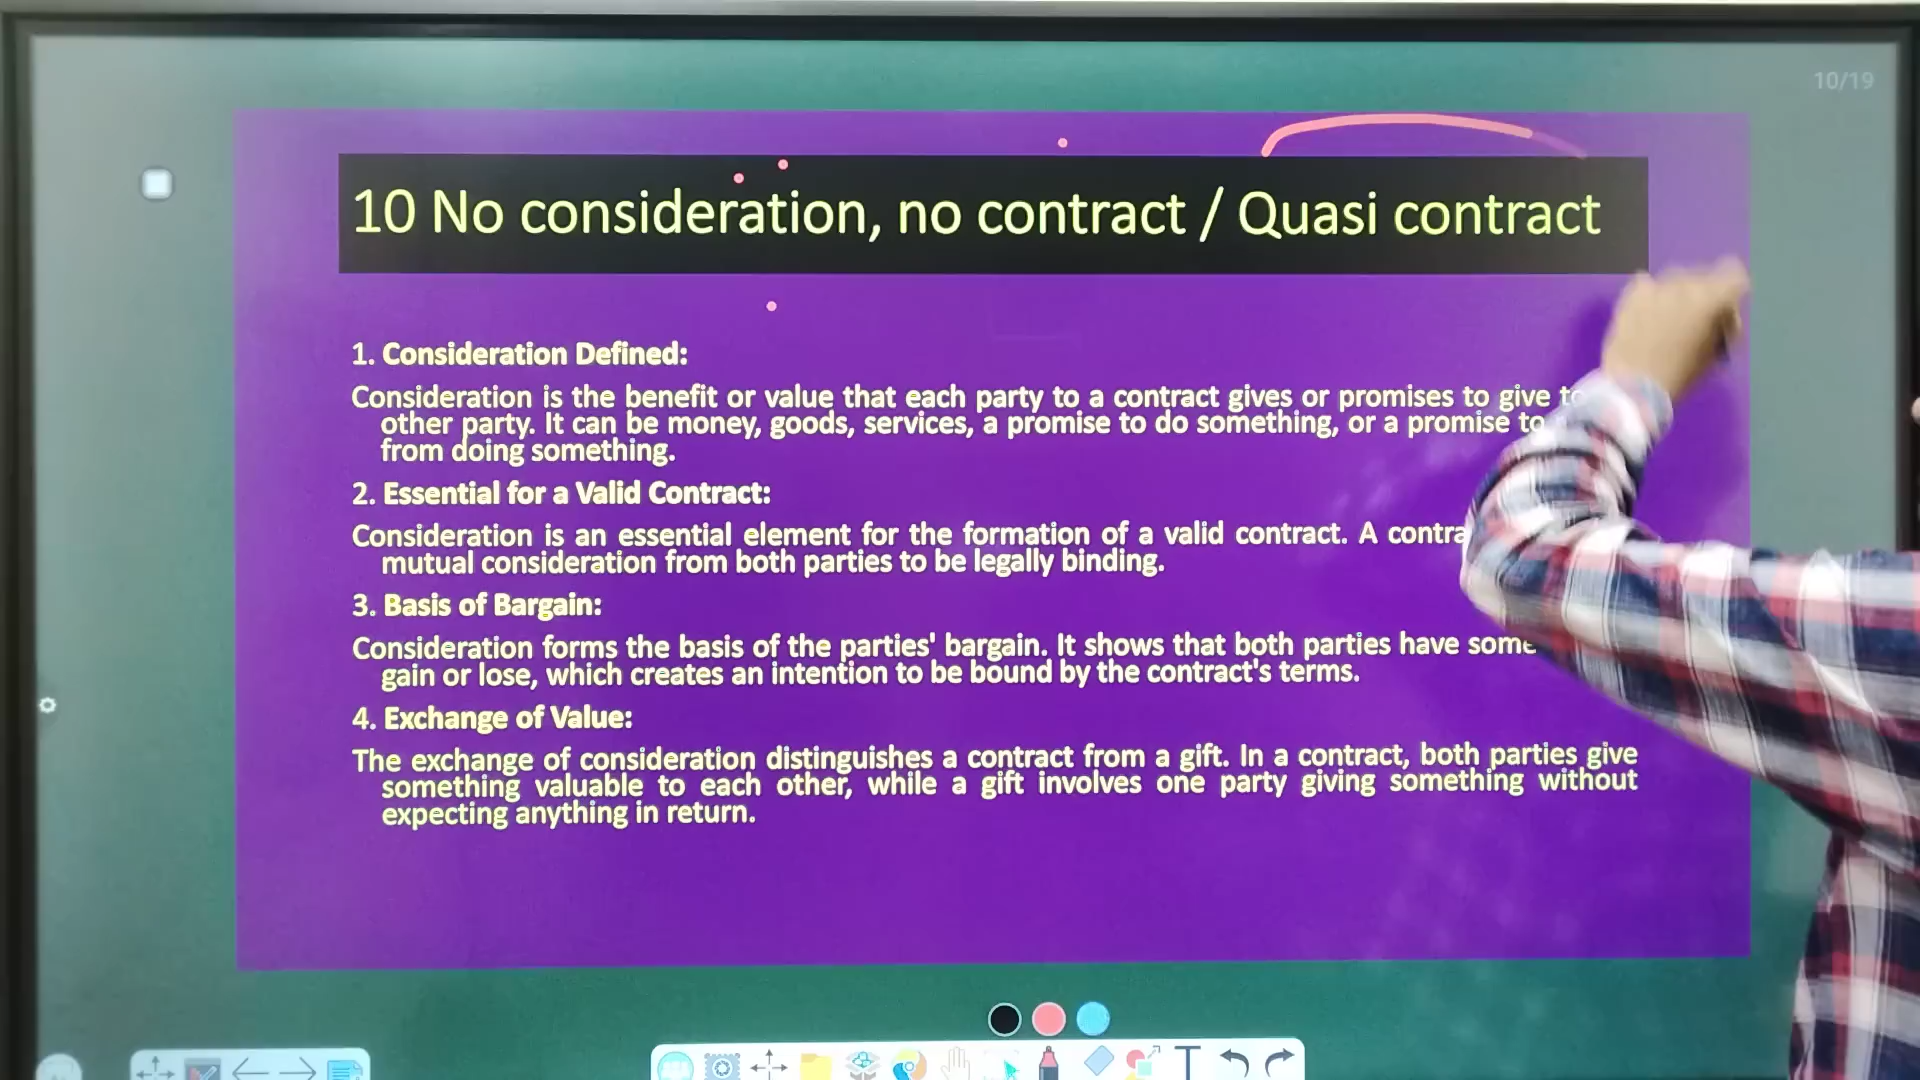 10/19
10 No consideration, no contract / Quasi contract
1. Consideration Defined:
Consideration is the benefit or value that each party to a contract gives or promises to give to
other party. It can be money, goods, services, a promise to do something, or a promise to
from doing something.
2. Essential for a Valid Contract:
Consideration is an essential element for the formation of a valid contract. A
mutual consideration from both parties to be legally binding.
3. Basis of Bargain:
Consideration forms the basis of the parties' bargain. It shows that both parties have
gain or lose, which creates an intention to be bound by the contract's terms.
4. Exchange of Value:
The exchange of consideration distinguishes a contract from a gift. In a contract, both parties give
something valuable to each other, while a gift involves one party giving something without
expecting anything in return.
T